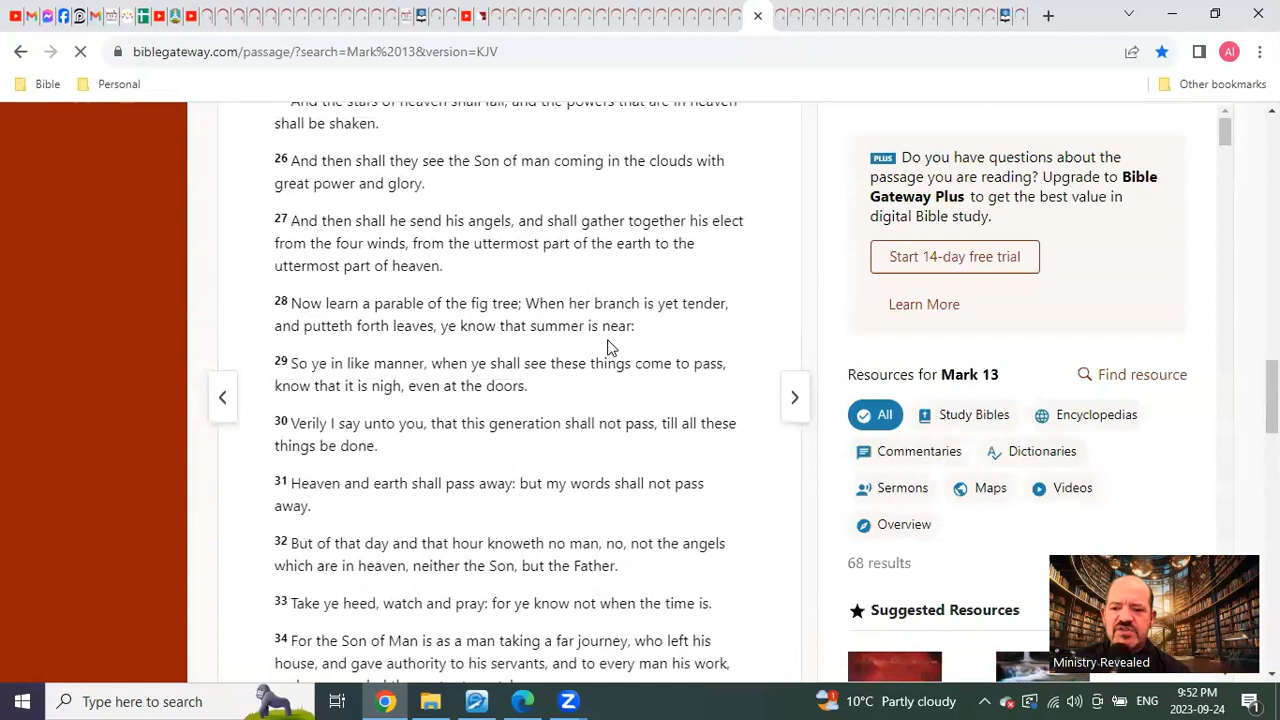 biblegateway.com/passage/?search=Mark%2013&version=KJV
AI
Bible
Personal
Other bookmarks
And the stars of heaven shall fall, and the powers that are in heaven
shall be shaken.
26 And then shall they see the Son of man coming in the clouds with
great power and glory.
27 And then shall he send his angels, and shall gather together his elect
from the four winds, from the uttermost part of the earth to the
uttermost part of heaven.
28 Now learn a parable of the fig tree; When her branch is yet tender,
and putteth forth leaves, ye know that summer is near:
29 So ye in like manner, when ye shall see these things come to pass,
know that it is nigh, even at the doors.
30 Verily I say unto you, that this generation shall not pass, till all these
things be done.
31 Heaven and earth shall pass away: but my words shall not pass
away.
32 But of that day and that hour knoweth no man, no, not the angels
which are in heaven, neither the Son, but the Father.
33 Take ye heed, watch and pray: for ye know not when the time is.
34 For the Son of Man is as a man taking a far journey, who left his
house, and gave authority to his servants, and to every man his work,
PLUS Do you have questions about the
passage you are reading? Upgrade to Bible
Gateway Plus to get the best value in
digital Bible study.
Start 14-day free trial
Learn More
Resources for Mark 13
Find resource
All
Study Bibles
Encyclopedias
Commentaries
Dictionaries
Sermons
Maps
Videos
Overview
68 results
Suggested Resources
Ministry Revealed
Type here to search
1
10°C Partly cloudy
ENG
9:52 PM
2023-09-24
1